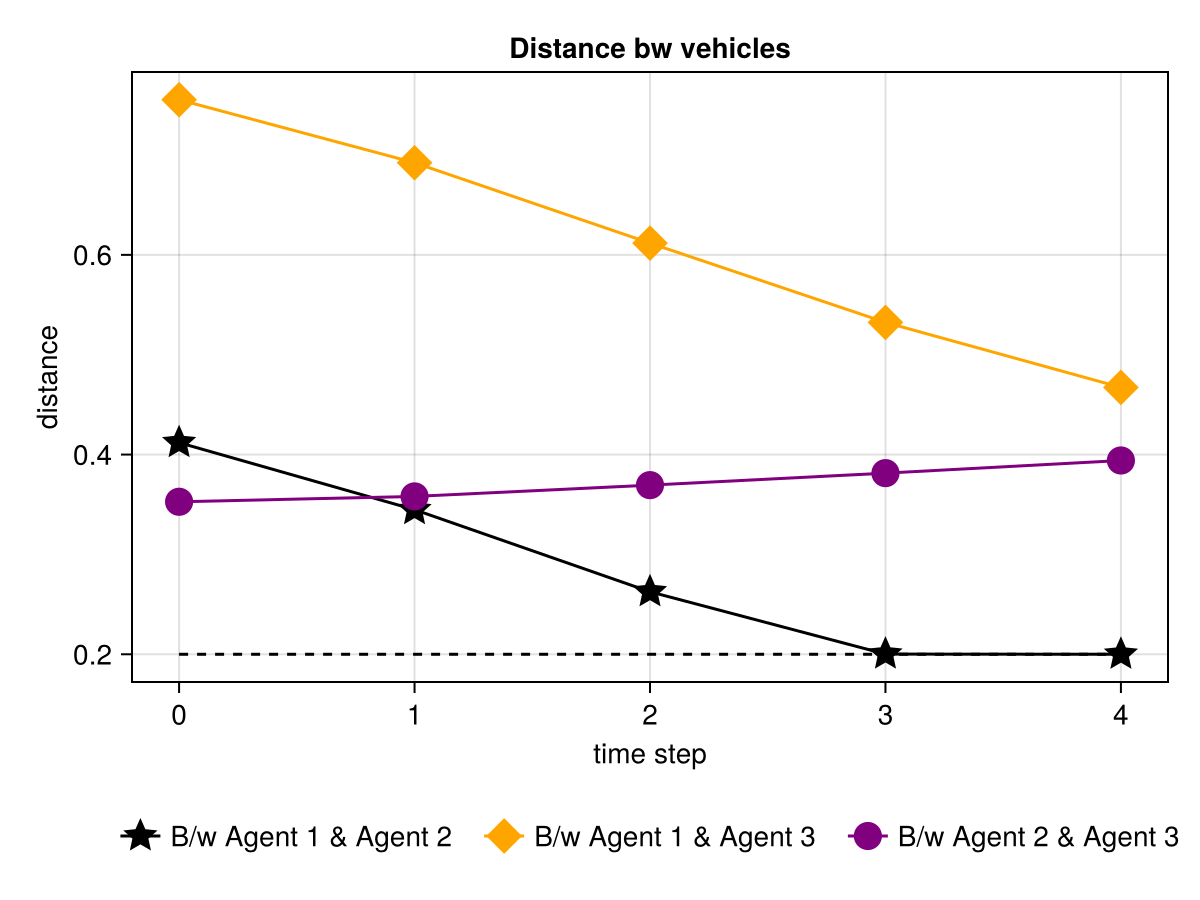 Distance bw vehicles
distance
0.6
0.4
0.2
0 1 2 3 4
time step
B/w Agent 1 & Agent 2 B/w Agent 1 & Agent 3 B/w Agent 2 & Agent 3